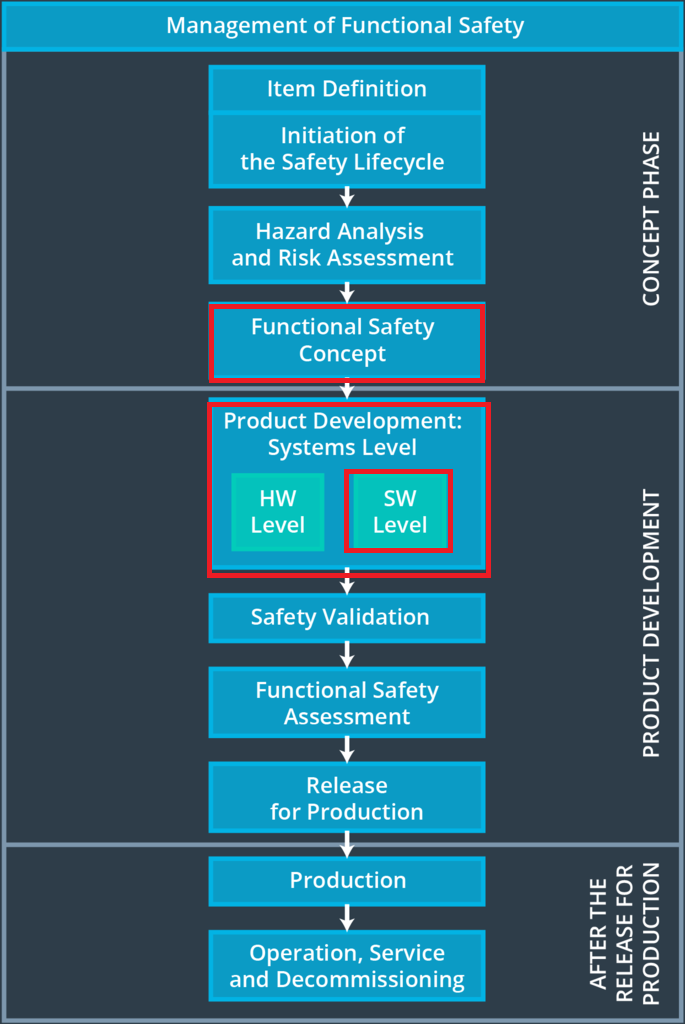 Management of Functional Safety
Item Definition
Initiation of
the Safety Lifecycle
Hazard Analysis
and Risk Assessment
Functional Safety
Concept
CONCEPT PHASE
Product Development:
Systems Level
HW
Level
SW
Level
Safety Validation
Functional Safety
Assessment
Release
for Production
PRODUCT DEVELOPMENT
Production
Operation, Service
and Decommissioning
AFTER THE
RELEASE FOR
PRODUCTION